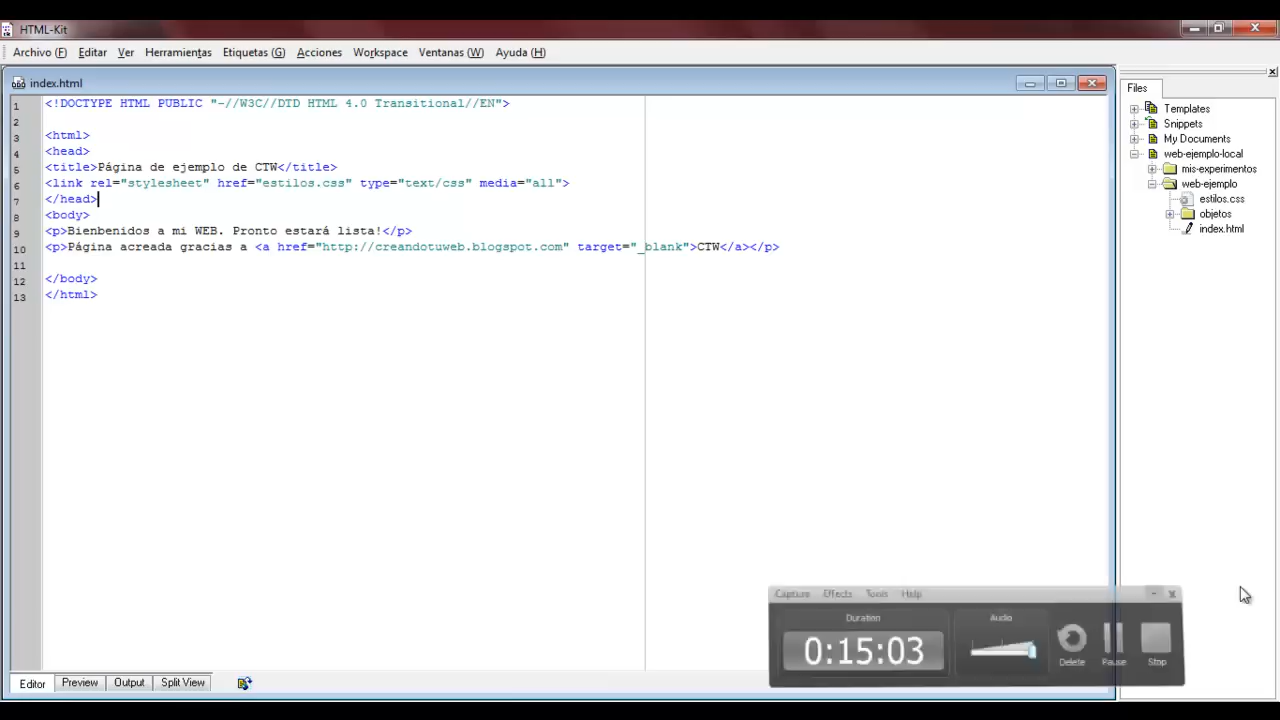 HTML-Kit
Archivo (F) Editar Ver Herramientas Etiquetas (G) Acciones Workspace Ventanas (W) Ayuda (H)
index.html
1 <!DOCTYPE HTML PUBLIC "-//W3C//DTD HTML 4.0 Transitional//EN">
2
3 <html>
4 <head>
5 <title>Página de ejemplo de CTW</title>
6 <link rel="stylesheet" href="estilos.css" type="text/css" media="all">
7 </head>
8 <body>
9 <p>Bienbenidos a mi WEB. Pronto estará lista!</p>
10 <p>Página acreada gracias a <a href="http://creandotuweb.blogspot.com" target="_blank">CTW</a></p>
11
12 </body>
13 </html>
Files
Templates
Snippets
My Documents
web-ejemplo-local
mis-experimentos
web-ejemplo
estilos.css
objetos
index.html
Capture Effects Tools Help
Duration
0:15:03
Audio
Delete Pause Stop
Editor Preview Output Split View